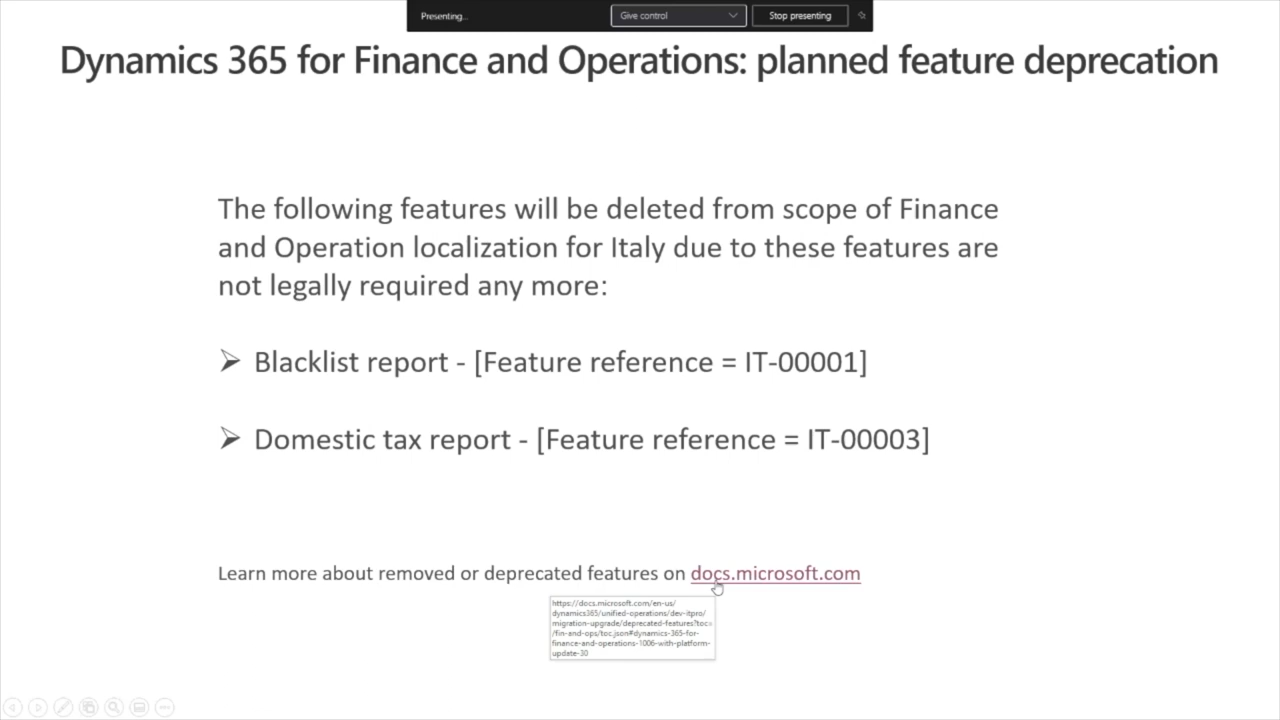 Presenting...
Give control
Stop presenting
Dynamics 365 for Finance and Operations: planned feature deprecation
The following features will be deleted from scope of Finance
and Operation localization for Italy due to these features are
not legally required any more:
Blacklist report - [Feature reference = IT-00001]
Domestic tax report - [Feature reference = IT-00003]
Learn more about removed or deprecated features on docs.microsoft.com
https://docs.microsoft.com/en-us/
dynamics365/unified-operations/dev-itpro/
migration-upgrade/deprecated-features?toc=
/fin-and-ops/toc.json#dynamics-365-for-
finance-and-operations-1006-with-platform-
update-30